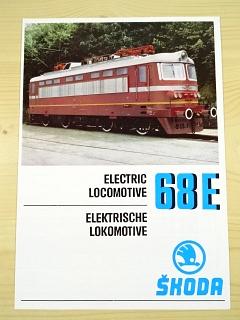 ELECTRIC
LOCOMOTIVE
68E
ELEKTRISCHE
LOKOMOTIVE
ŠKODA